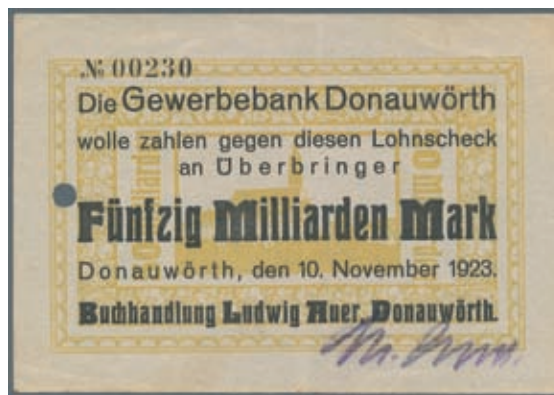 № 00230
Die Gewerbebank Donauwörth
wolle zahlen gegen diesen Lohnscheck
an Überbringer
Fünfzig Milliarden Mark
Donauwörth, den 10. November 1923.
Buchhandlung Ludwig Auer, Donauwörth.